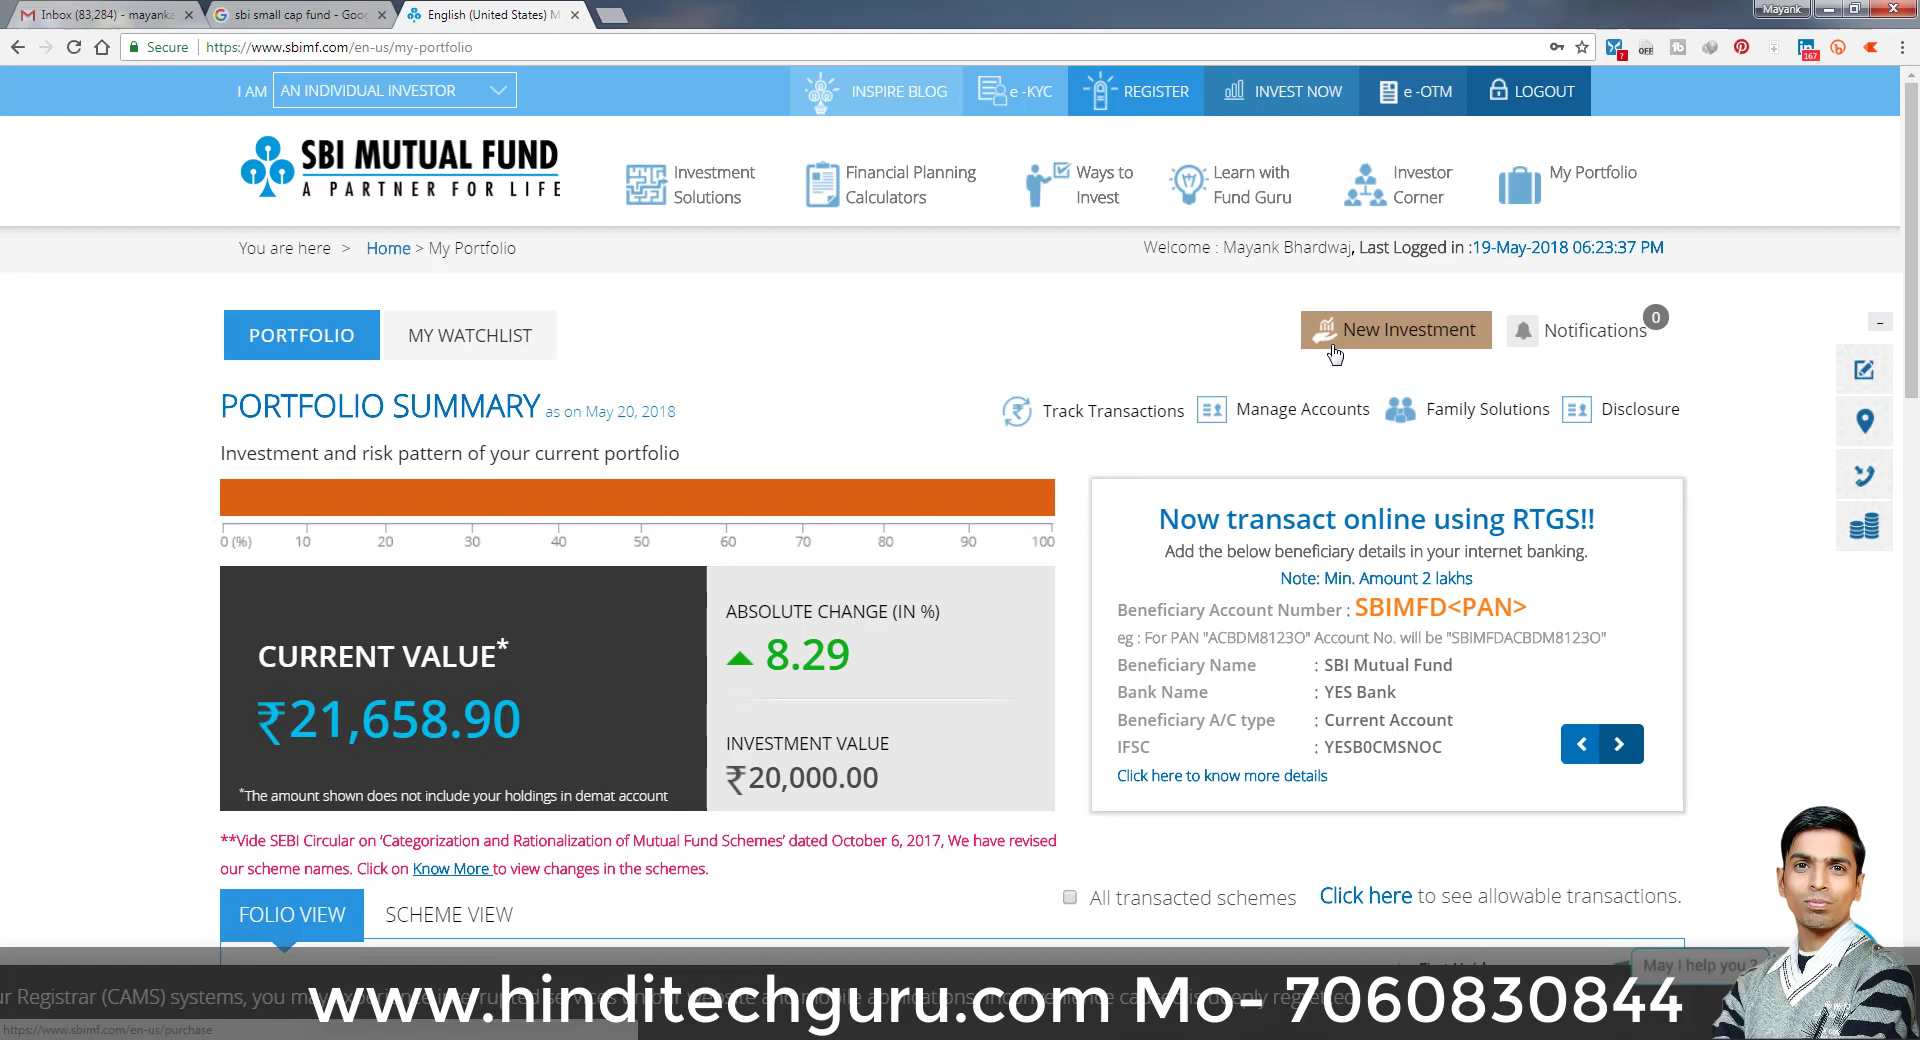 Inbox (83,284) - mayanka
sbi small cap fund - Goog
English (United States) M
Mayank
Secure
https://www.sbimf.com/en-us/my-portfolio
?
OFF
167
I AM
AN INDIVIDUAL INVESTOR
INSPIRE BLOG
e -KYC
REGISTER
INVEST NOW
e -OTM
LOGOUT
SBI MUTUAL FUND
A PARTNER FOR LIFE
Investment
Solutions
Financial Planning
Calculators
Ways to
Invest
Learn with
Fund Guru
Investor
Corner
My Portfolio
You are here > Home > My Portfolio
Welcome : Mayank Bhardwaj, Last Logged in :19-May-2018 06:23:37 PM
PORTFOLIO
MY WATCHLIST
New Investment
Notifications
0
PORTFOLIO SUMMARY as on May 20, 2018
Track Transactions
Manage Accounts
Family Solutions
Disclosure
Investment and risk pattern of your current portfolio
0 (%) 10 20 30 40 50 60 70 80 90 100
CURRENT VALUE*
₹21,658.90
*The amount shown does not include your holdings in demat account
ABSOLUTE CHANGE (IN %)
8.29
INVESTMENT VALUE
₹20,000.00
Now transact online using RTGS!!
Add the below beneficiary details in your internet banking.
Note: Min. Amount 2 lakhs
Beneficiary Account Number : SBIMFD<PAN>
eg : For PAN "ACBDM8123O" Account No. will be "SBIMFDACBDM8123O"
Beneficiary Name : SBI Mutual Fund
Bank Name : YES Bank
Beneficiary A/C type : Current Account
IFSC : YESB0CMSNOC
Click here to know more details
**Vide SEBI Circular on 'Categorization and Rationalization of Mutual Fund Schemes' dated October 6, 2017, We have revised
our scheme names. Click on Know More to view changes in the schemes.
FOLIO VIEW
SCHEME VIEW
All transacted schemes
Click here to see allowable transactions.
May I help you ?
r Registrar (CAMS) systems, you may
www.hinditechguru.com Mo- 7060830844
https://www.sbimf.com/en-us/purchase